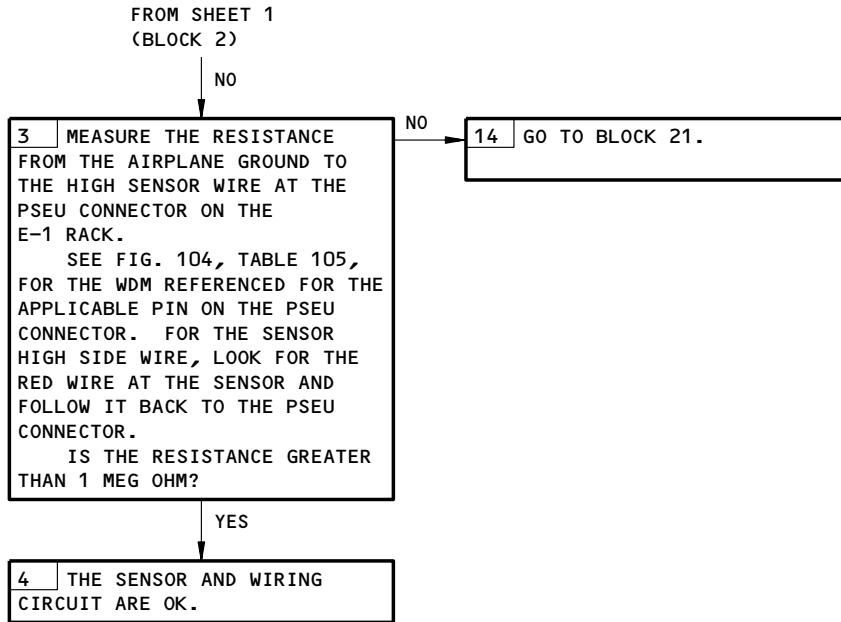 FROM SHEET 1
(BLOCK 2)
NO
3 MEASURE THE RESISTANCE
FROM THE AIRPLANE GROUND TO
THE HIGH SENSOR WIRE AT THE
PSEU CONNECTOR ON THE
E-1 RACK.
SEE FIG. 104, TABLE 105,
FOR THE WDM REFERENCED FOR THE
APPLICABLE PIN ON THE PSEU
CONNECTOR. FOR THE SENSOR
HIGH SIDE WIRE, LOOK FOR THE
RED WIRE AT THE SENSOR AND
FOLLOW IT BACK TO THE PSEU
CONNECTOR.
IS THE RESISTANCE GREATER
THAN 1 MEG OHM?
NO
14 GO TO BLOCK 21.
YES
4 THE SENSOR AND WIRING
CIRCUIT ARE OK.